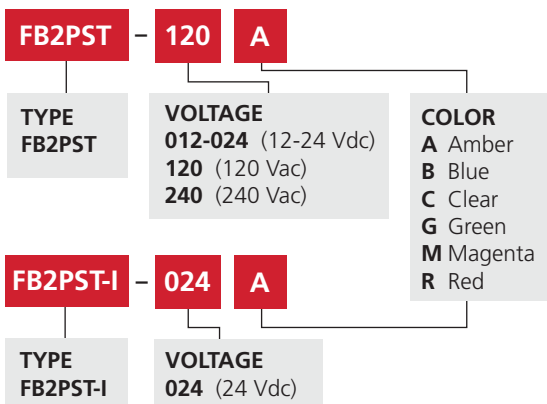 FB2PST – 120 A
TYPE
FB2PST
VOLTAGE
012-024 (12-24 Vdc)
120 (120 Vac)
240 (240 Vac)
COLOR
A Amber
B Blue
C Clear
G Green
M Magenta
R Red
FB2PST-I – 024 A
TYPE
FB2PST-I
VOLTAGE
024 (24 Vdc)